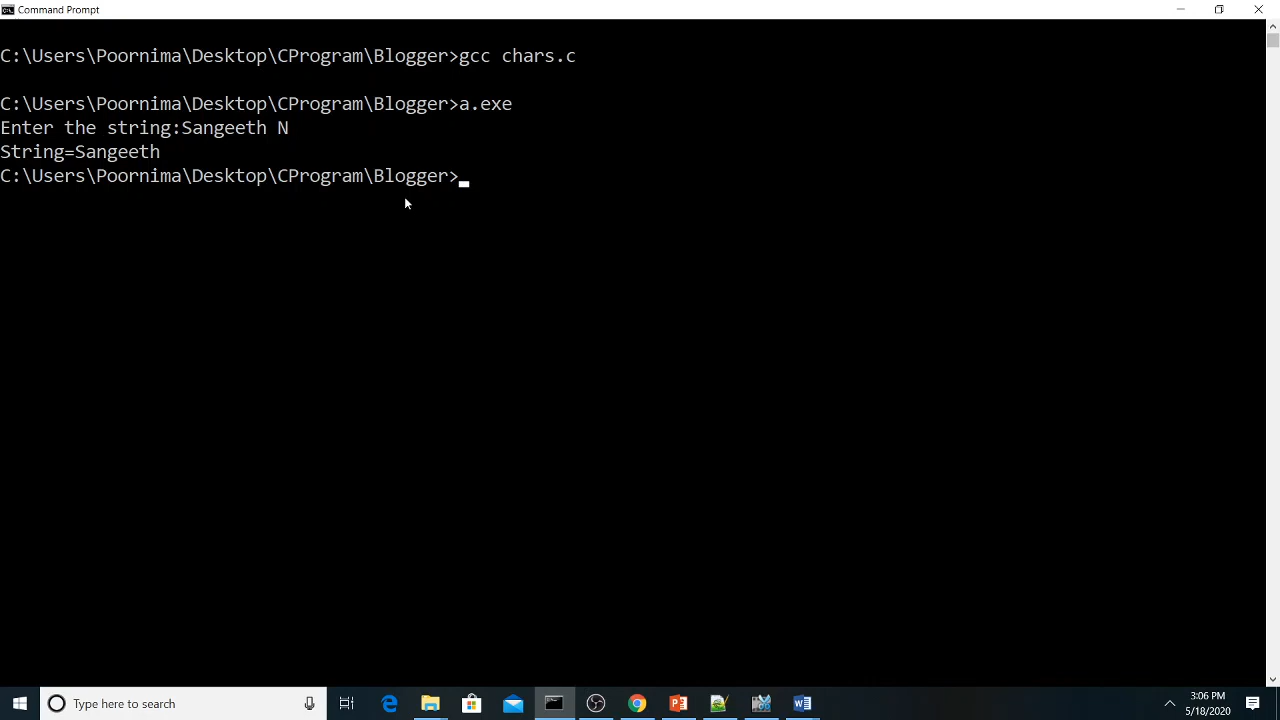 Command Prompt
C:\Users\Poornima\Desktop\CProgram\Blogger>gcc chars.c
C:\Users\Poornima\Desktop\CProgram\Blogger>a.exe
Enter the string:Sangeeth N
String=Sangeeth
C:\Users\Poornima\Desktop\CProgram\Blogger>
Type here to search
3:06 PM
5/18/2020